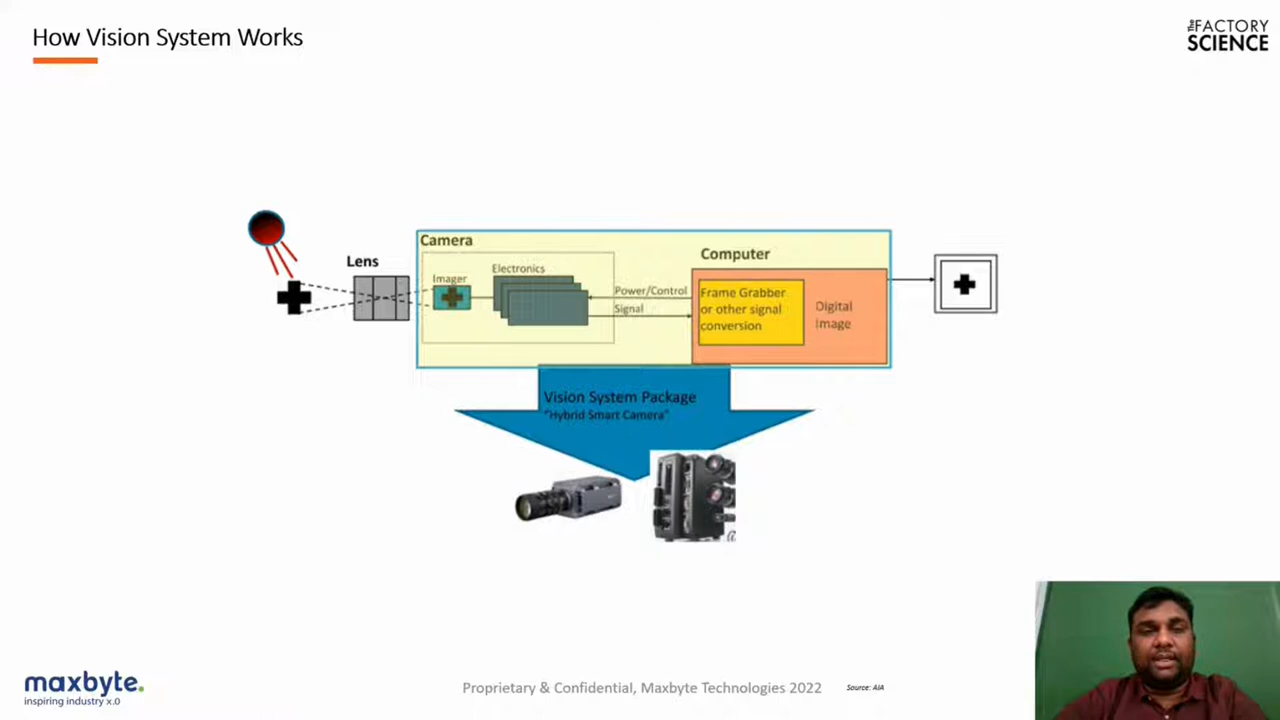 How Vision System Works
the FACTORY
SCIENCE
Camera
Computer
Lens
Imager
Electronics
Power/Control
Signal
Frame Grabber
or other signal
conversion
Digital
Image
Vision System Package
"Hybrid Smart Camera"
@
maxbyte.
inspiring industry x.0
Proprietary & Confidential, Maxbyte Technologies 2022
Source: AIA